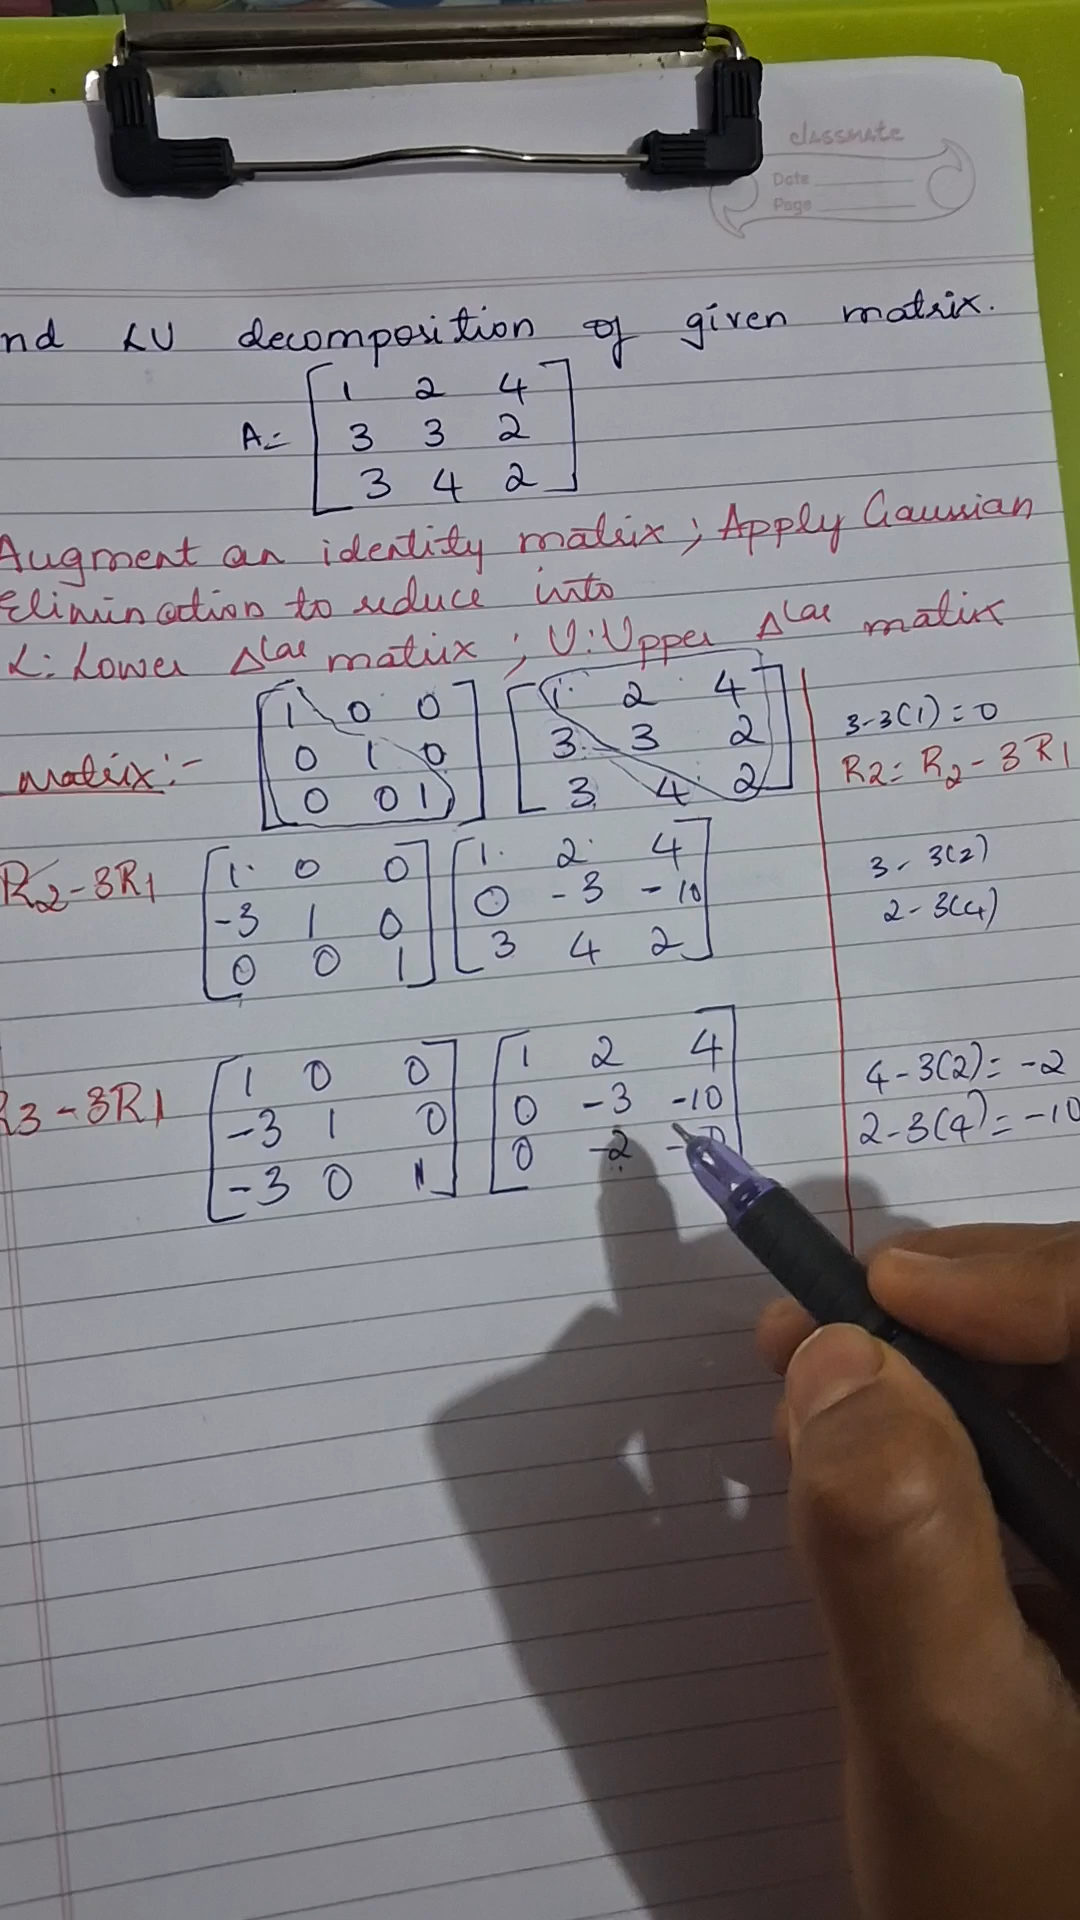 classmate
Date
Page
nd LU decomposition of given matrix.
A= [1 2 4
3 3 2
3 4 2]
Augment an identity matrix; Apply Gaussian
Elimination to reduce into
L: Lower Δlar matrix; U: Upper Δlar matix
[1 0 0 [1 2 4 3-3(1)=0
matrix:- 0 1 0 3 3 2 R2=R2-3R1
0 0 1] 3 4 2]
R2-3R1 [1 0 0 [1 2 4 3-3(2)
-3 1 0 0 -3 -10 2-3(4)
0 0 1] 3 4 2]
R3-3R1 [1 0 0 [1 2 4 4-3(2)=-2
-3 1 0 0 -3 -10 2-3(4)=-10
-3 0 1] 0 -2